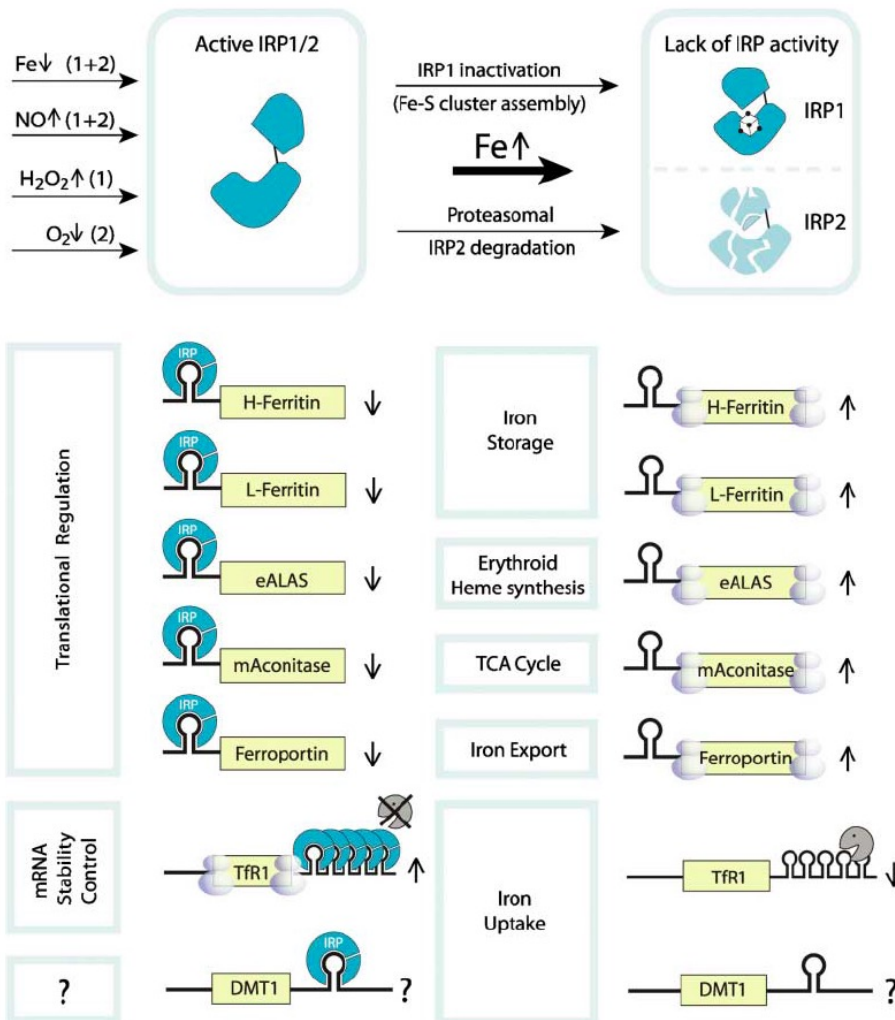 Active IRP1/2
Lack of IRP activity
Fe↓ (1+2)
NO↑ (1+2)
H₂O₂↑ (1)
O₂↓ (2)
IRP1 inactivation
(Fe-S cluster assembly)
Fe↑
Proteasomal
IRP2 degradation
IRP1
IRP2
Translational Regulation
IRP
H-Ferritin ↓
IRP
L-Ferritin ↓
IRP
eALAS ↓
IRP
mAconitase ↓
IRP
Ferroportin ↓
Iron
Storage
H-Ferritin ↑
L-Ferritin ↑
Erythroid
Heme synthesis
eALAS ↑
TCA Cycle
mAconitase ↑
Iron Export
Ferroportin ↑
mRNA
Stability
Control
TfR1 ↑
Iron
Uptake
TfR1 ↓
?
IRP
DMT1 ?
DMT1 ?